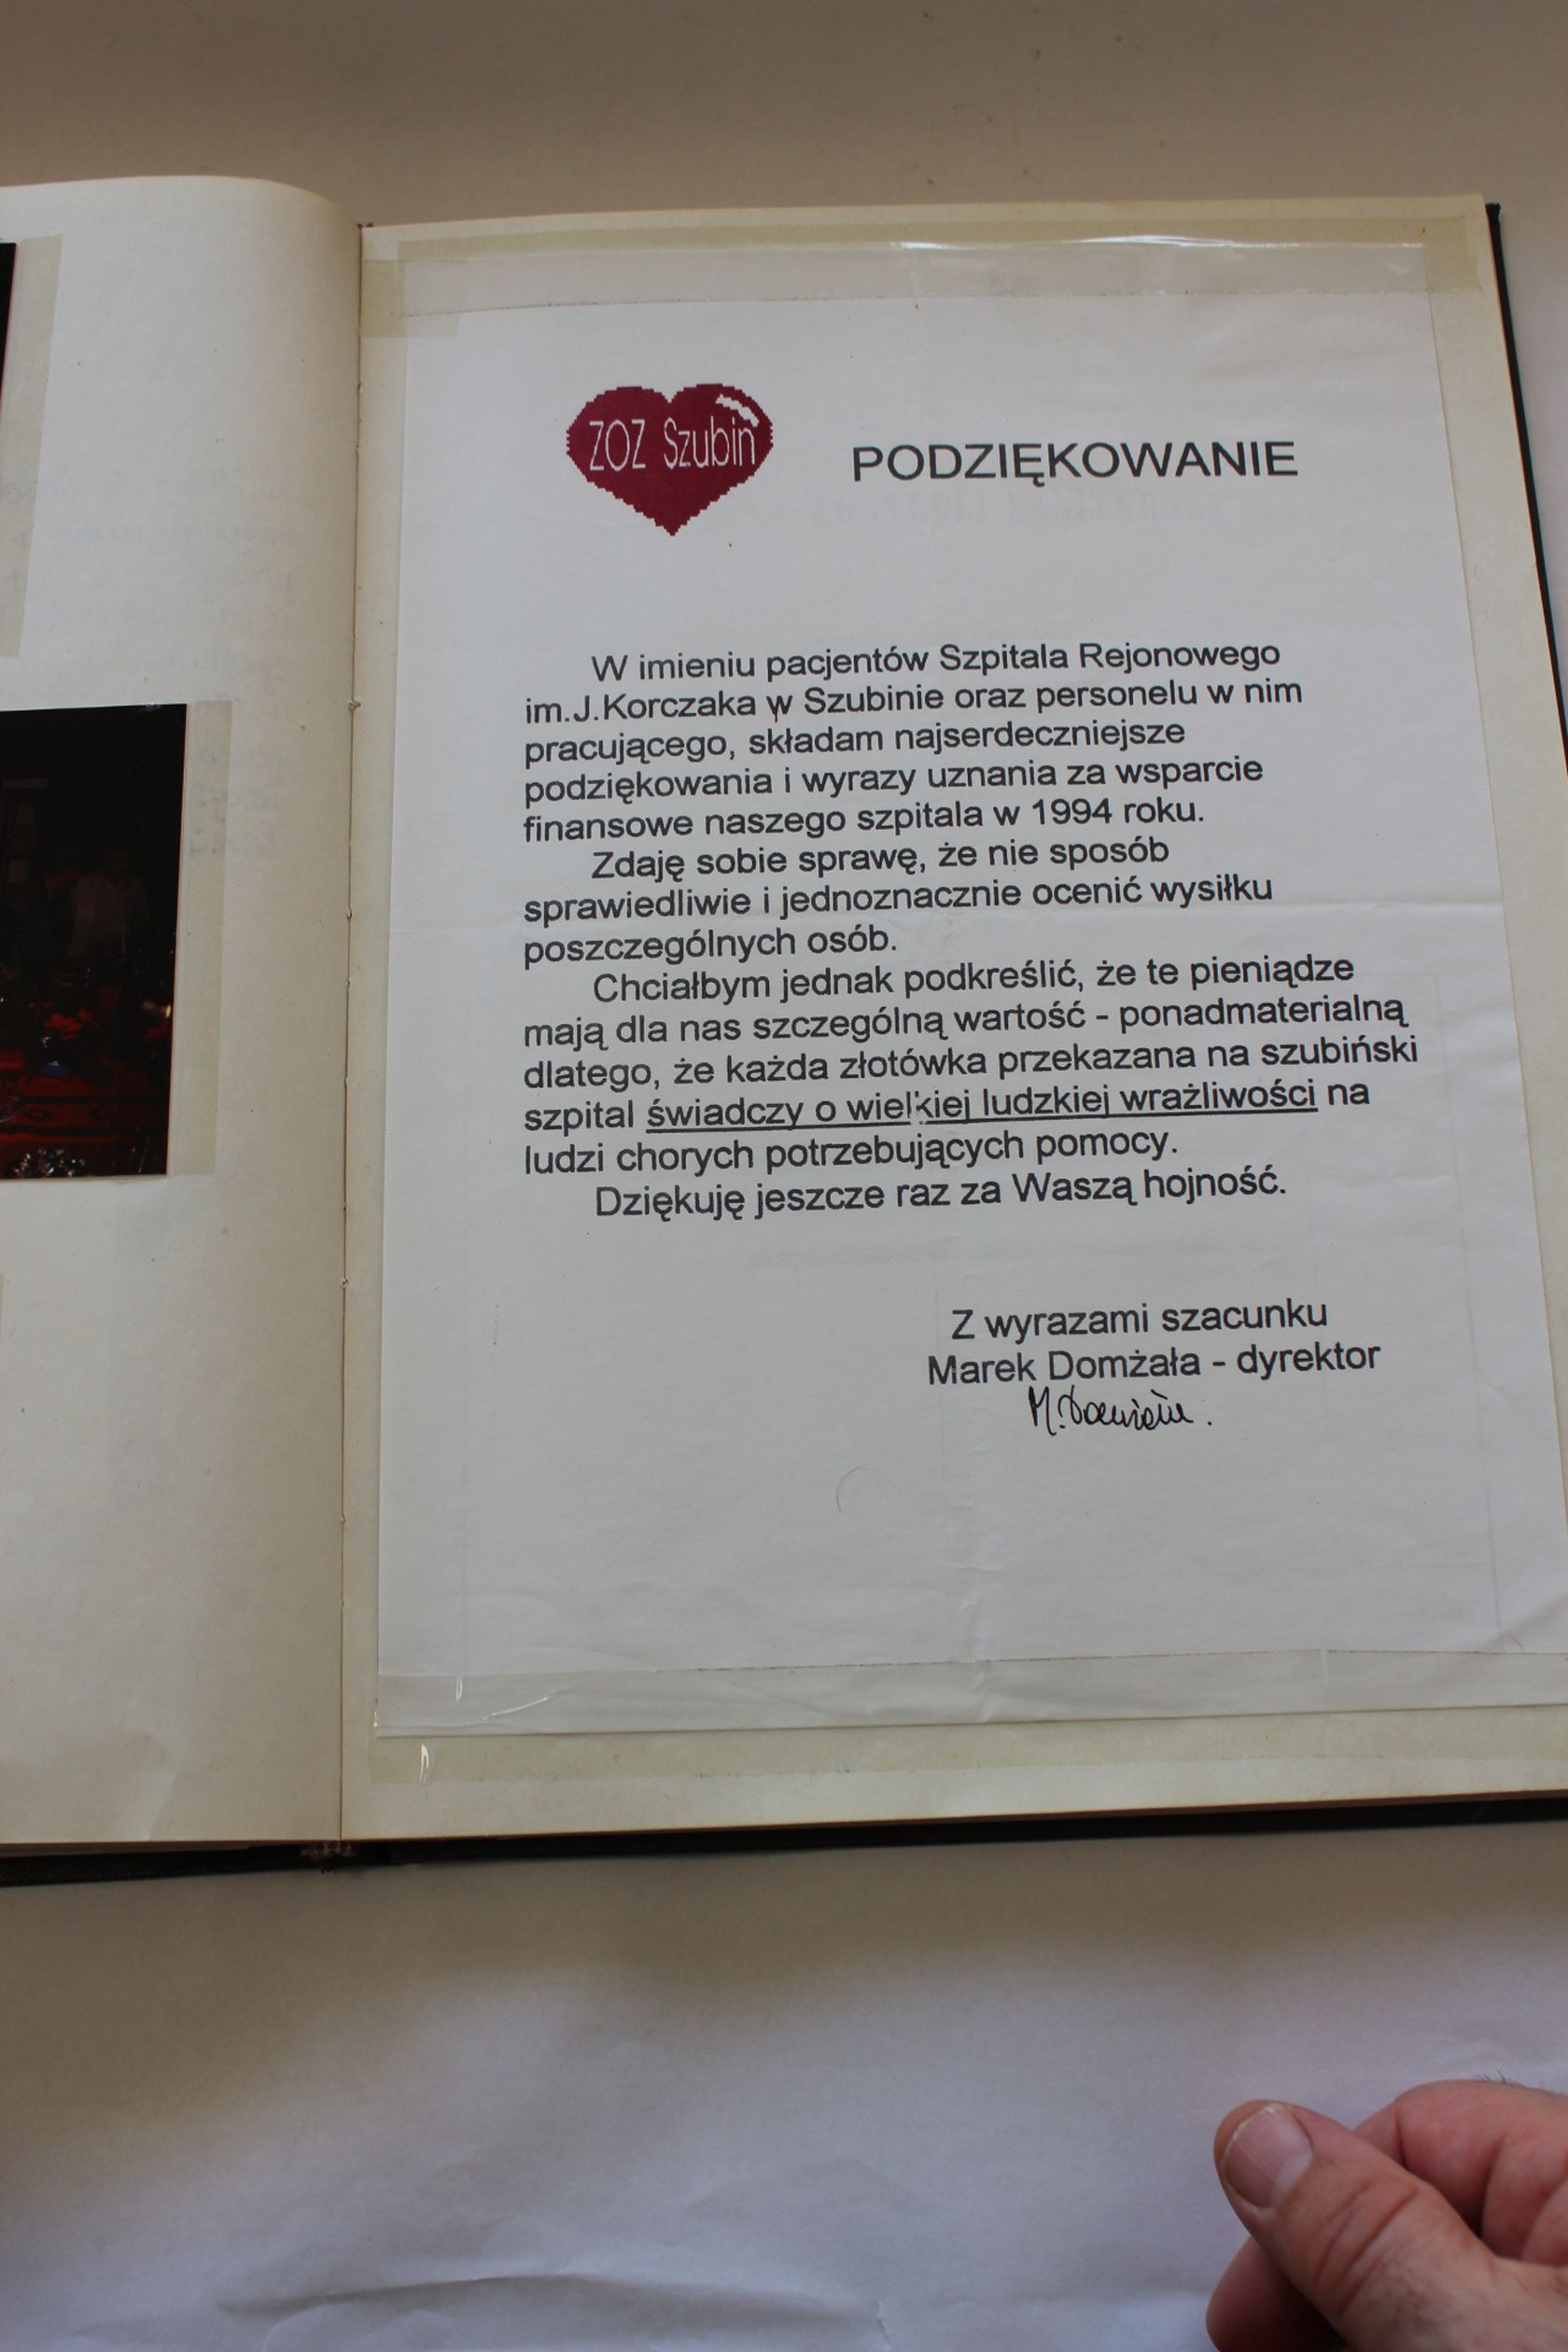 ZOZ Szubin
PODZIĘKOWANIE
W imieniu pacjentów Szpitala Rejonowego
im.J.Korczaka w Szubinie oraz personelu w nim
pracującego, składam najserdeczniejsze
podziękowania i wyrazy uznania za wsparcie
finansowe naszego szpitala w 1994 roku.
Zdaję sobie sprawę, że nie sposób
sprawiedliwie i jednoznacznie ocenić wysiłku
poszczególnych osób.
Chciałbym jednak podkreślić, że te pieniądze
mają dla nas szczególną wartość - ponadmaterialną
dlatego, że każda złotówka przekazana na szubiński
szpital świadczy o wielkiej ludzkiej wrażliwości na
ludzi chorych potrzebujących pomocy.
Dziękuję jeszcze raz za Waszą hojność.
Z wyrazami szacunku
Marek Domżała - dyrektor
M. Domżała.